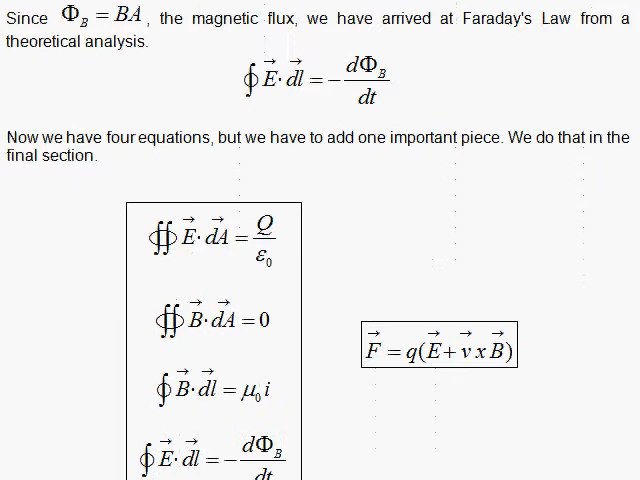 Since Φ_B = BA, the magnetic flux, we have arrived at Faraday's Law from a
theoretical analysis.
∮ E⃗ · dl⃗ = − dΦ_B / dt
Now we have four equations, but we have to add one important piece. We do that in the
final section.
∯ E⃗ · dA⃗ = Q / ε₀
∯ B⃗ · dA⃗ = 0
F⃗ = q(E⃗ + v⃗ x B⃗)
∮ B⃗ · dl⃗ = μ₀ i
∮ E⃗ · dl⃗ = − dΦ_B / dt